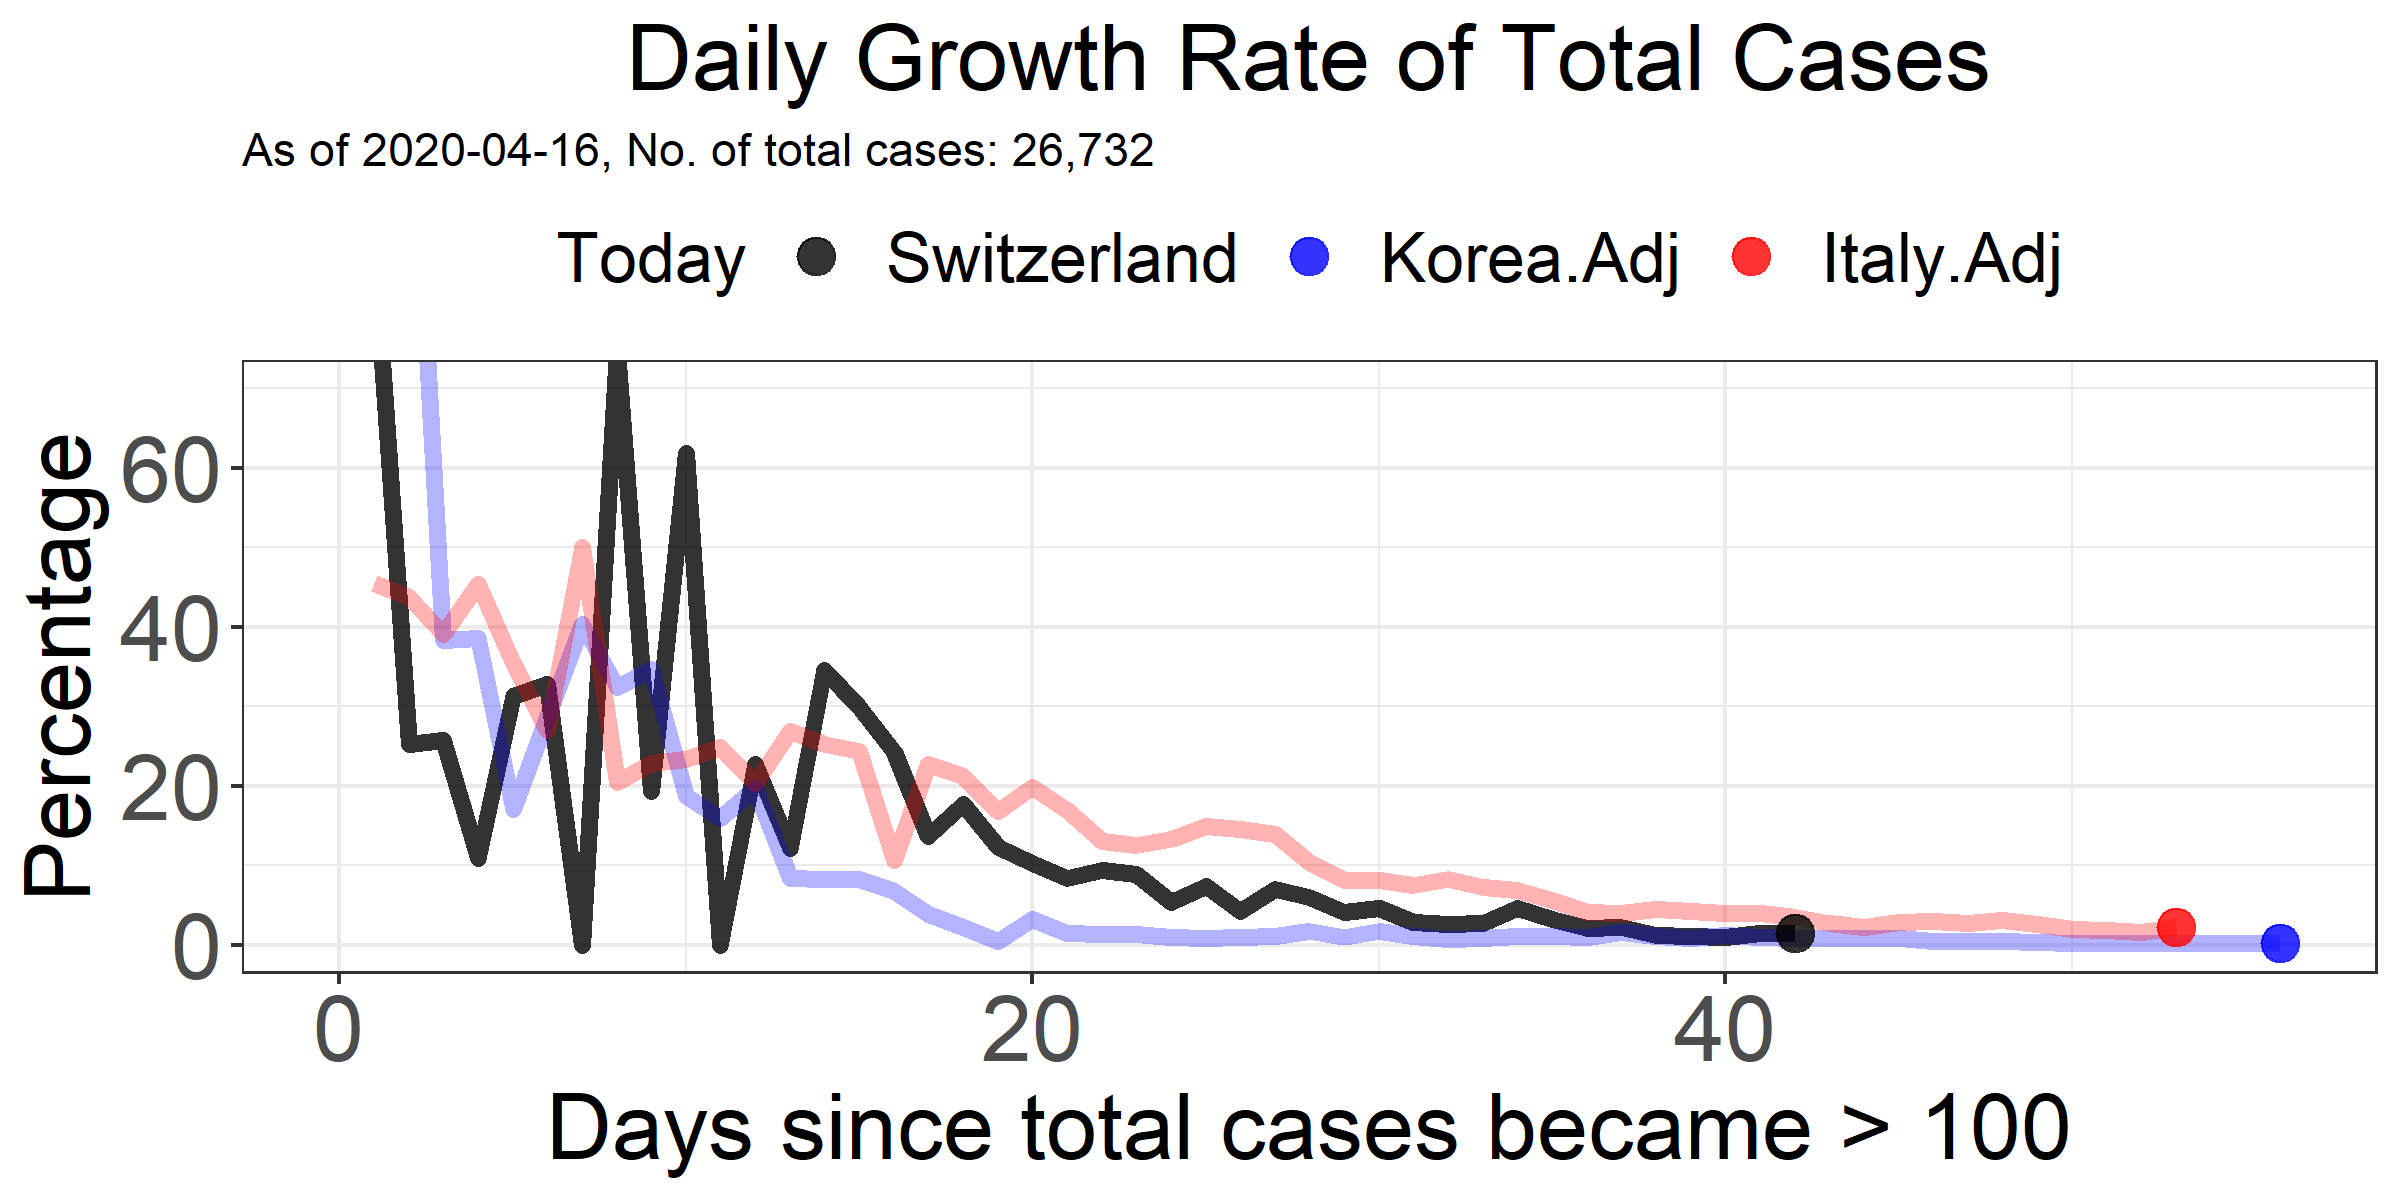 Daily Growth Rate of Total Cases
As of 2020-04-16, No. of total cases: 26,732
Today Switzerland Korea.Adj Italy.Adj
Percentage
60
40
20
0
0 20 40
Days since total cases became > 100